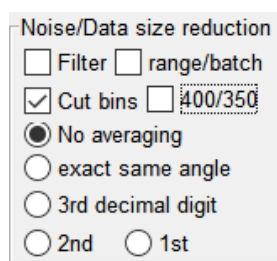 Noise/Data size reduction
Filter range/batch
Cut bins 400/350
No averaging
exact same angle
3rd decimal digit
2nd 1st